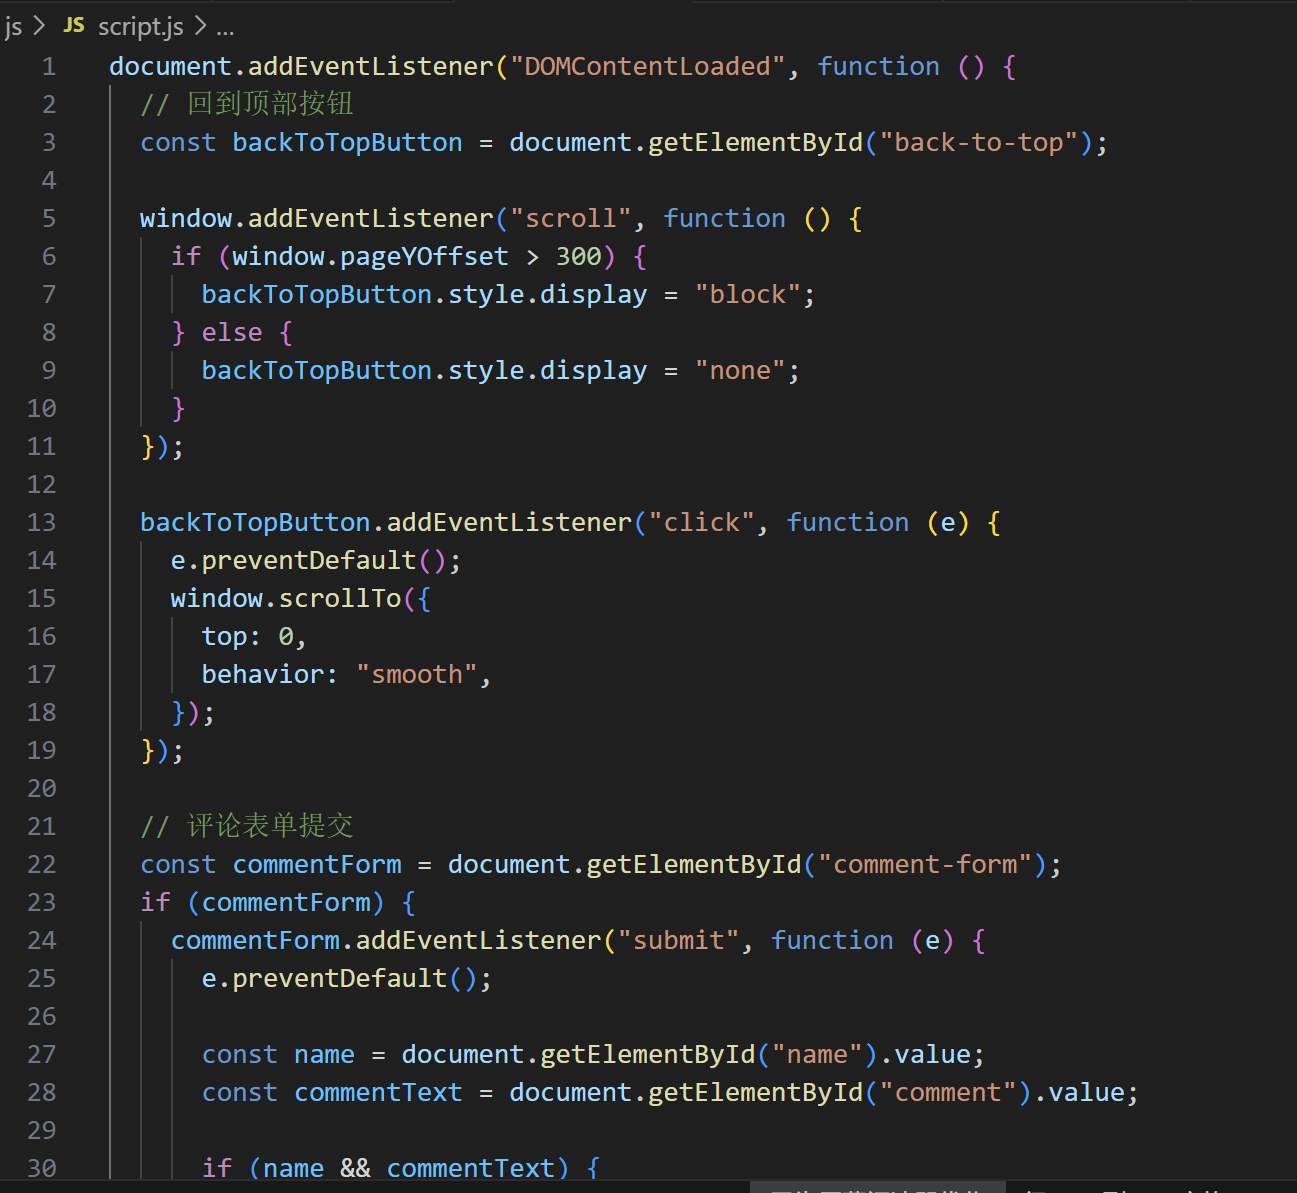 js > JS script.js > ...
1 document.addEventListener("DOMContentLoaded", function () {
2 // 回到顶部按钮
3 const backToTopButton = document.getElementById("back-to-top");
4
5 window.addEventListener("scroll", function () {
6 if (window.pageYOffset > 300) {
7 backToTopButton.style.display = "block";
8 } else {
9 backToTopButton.style.display = "none";
10 }
11 });
12
13 backToTopButton.addEventListener("click", function (e) {
14 e.preventDefault();
15 window.scrollTo({
16 top: 0,
17 behavior: "smooth",
18 });
19 });
20
21 // 评论表单提交
22 const commentForm = document.getElementById("comment-form");
23 if (commentForm) {
24 commentForm.addEventListener("submit", function (e) {
25 e.preventDefault();
26
27 const name = document.getElementById("name").value;
28 const commentText = document.getElementById("comment").value;
29
30 if (name && commentText) {